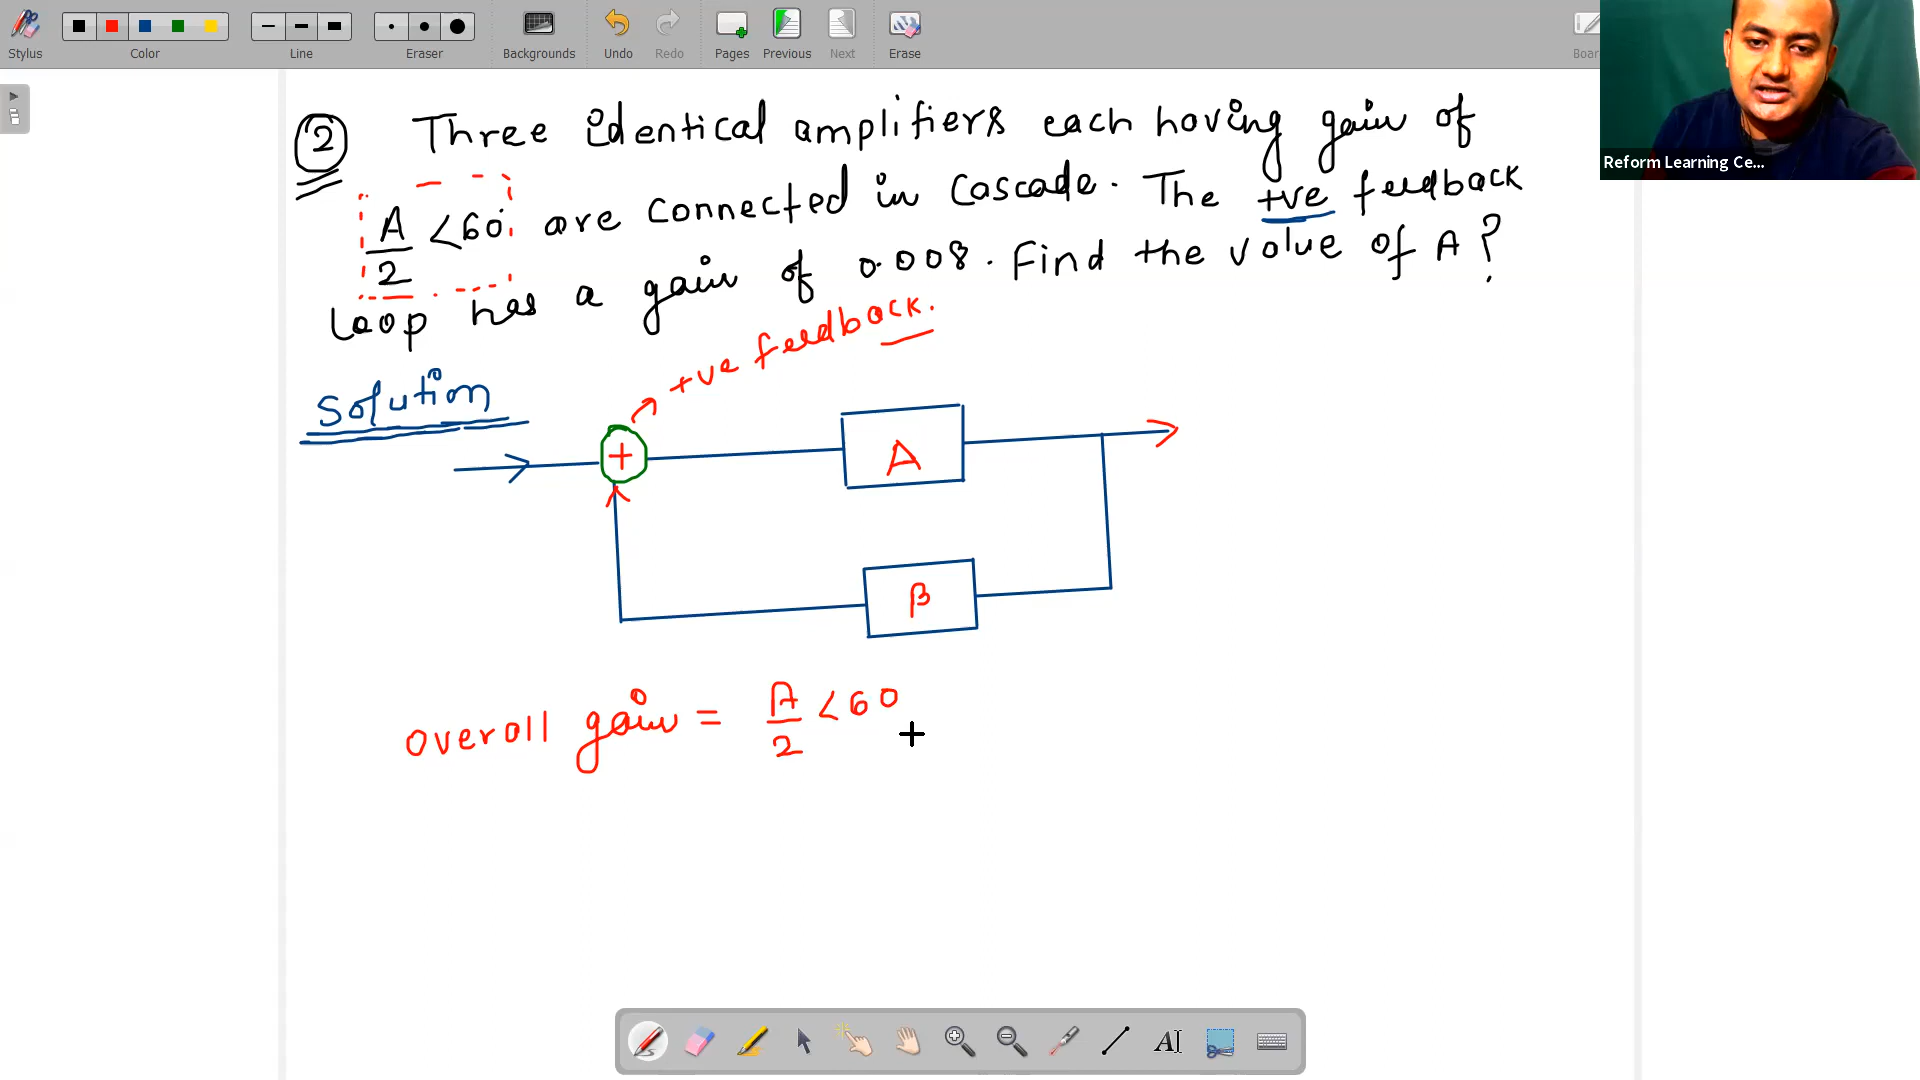 Stylus
Color
Line
Eraser
Backgrounds
Undo
Redo
Pages
Previous
Next
Erase
Reform Learning Ce...
② Three identical amplifiers each having gain of
A/2 <60 are connected in Cascade. The +ve feedback
loop has a gain of 0.008. Find the value of A?
Solution
+ve feedback.
+
A
β
overall gain = A/2 <60